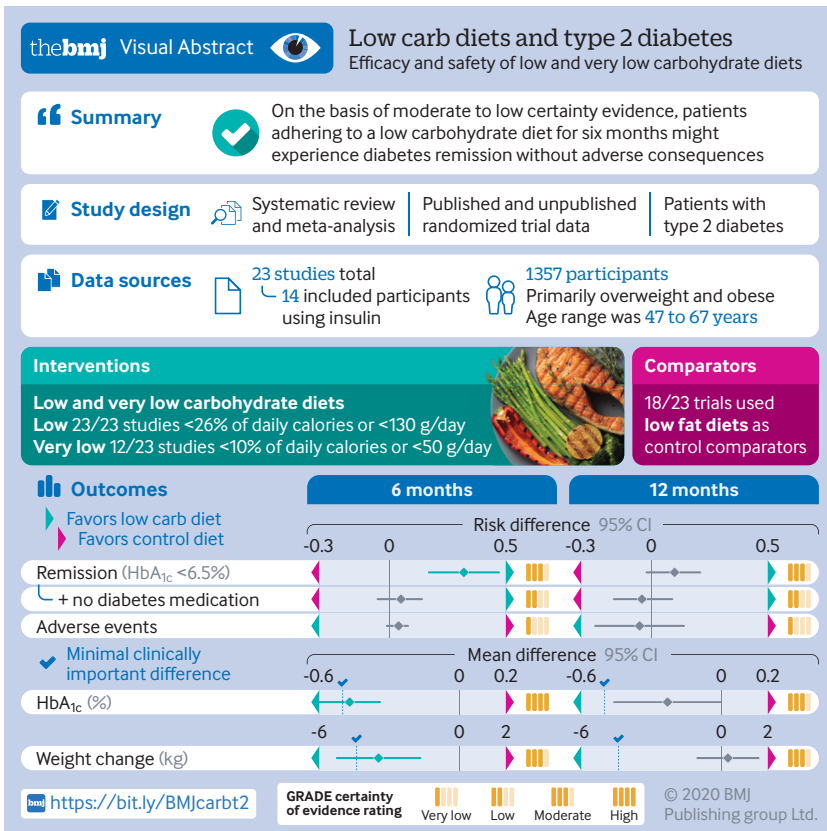 thebmj Visual Abstract
Low carb diets and type 2 diabetes
Efficacy and safety of low and very low carbohydrate diets
Summary
On the basis of moderate to low certainty evidence, patients
adhering to a low carbohydrate diet for six months might
experience diabetes remission without adverse consequences
Study design
Systematic review
and meta-analysis
Published and unpublished
randomized trial data
Patients with
type 2 diabetes
Data sources
23 studies total
14 included participants
using insulin
1357 participants
Primarily overweight and obese
Age range was 47 to 67 years
Interventions
Low and very low carbohydrate diets
Low 23/23 studies <26% of daily calories or <130 g/day
Very low 12/23 studies <10% of daily calories or <50 g/day
Comparators
18/23 trials used
low fat diets as
control comparators
Outcomes
6 months
12 months
Favors low carb diet
Favors control diet
Risk difference 95% CI
-0.3 0 0.5 -0.3 0 0.5
Remission (HbA1c <6.5%)
+ no diabetes medication
Adverse events
Minimal clinically
important difference
Mean difference 95% CI
-0.6 0 0.2 -0.6 0 0.2
HbA1c (%)
-6 0 2 -6 0 2
Weight change (kg)
bmj https://bit.ly/BMJcarbt2
GRADE certainty
of evidence rating
Very low Low Moderate High
© 2020 BMJ
Publishing group Ltd.